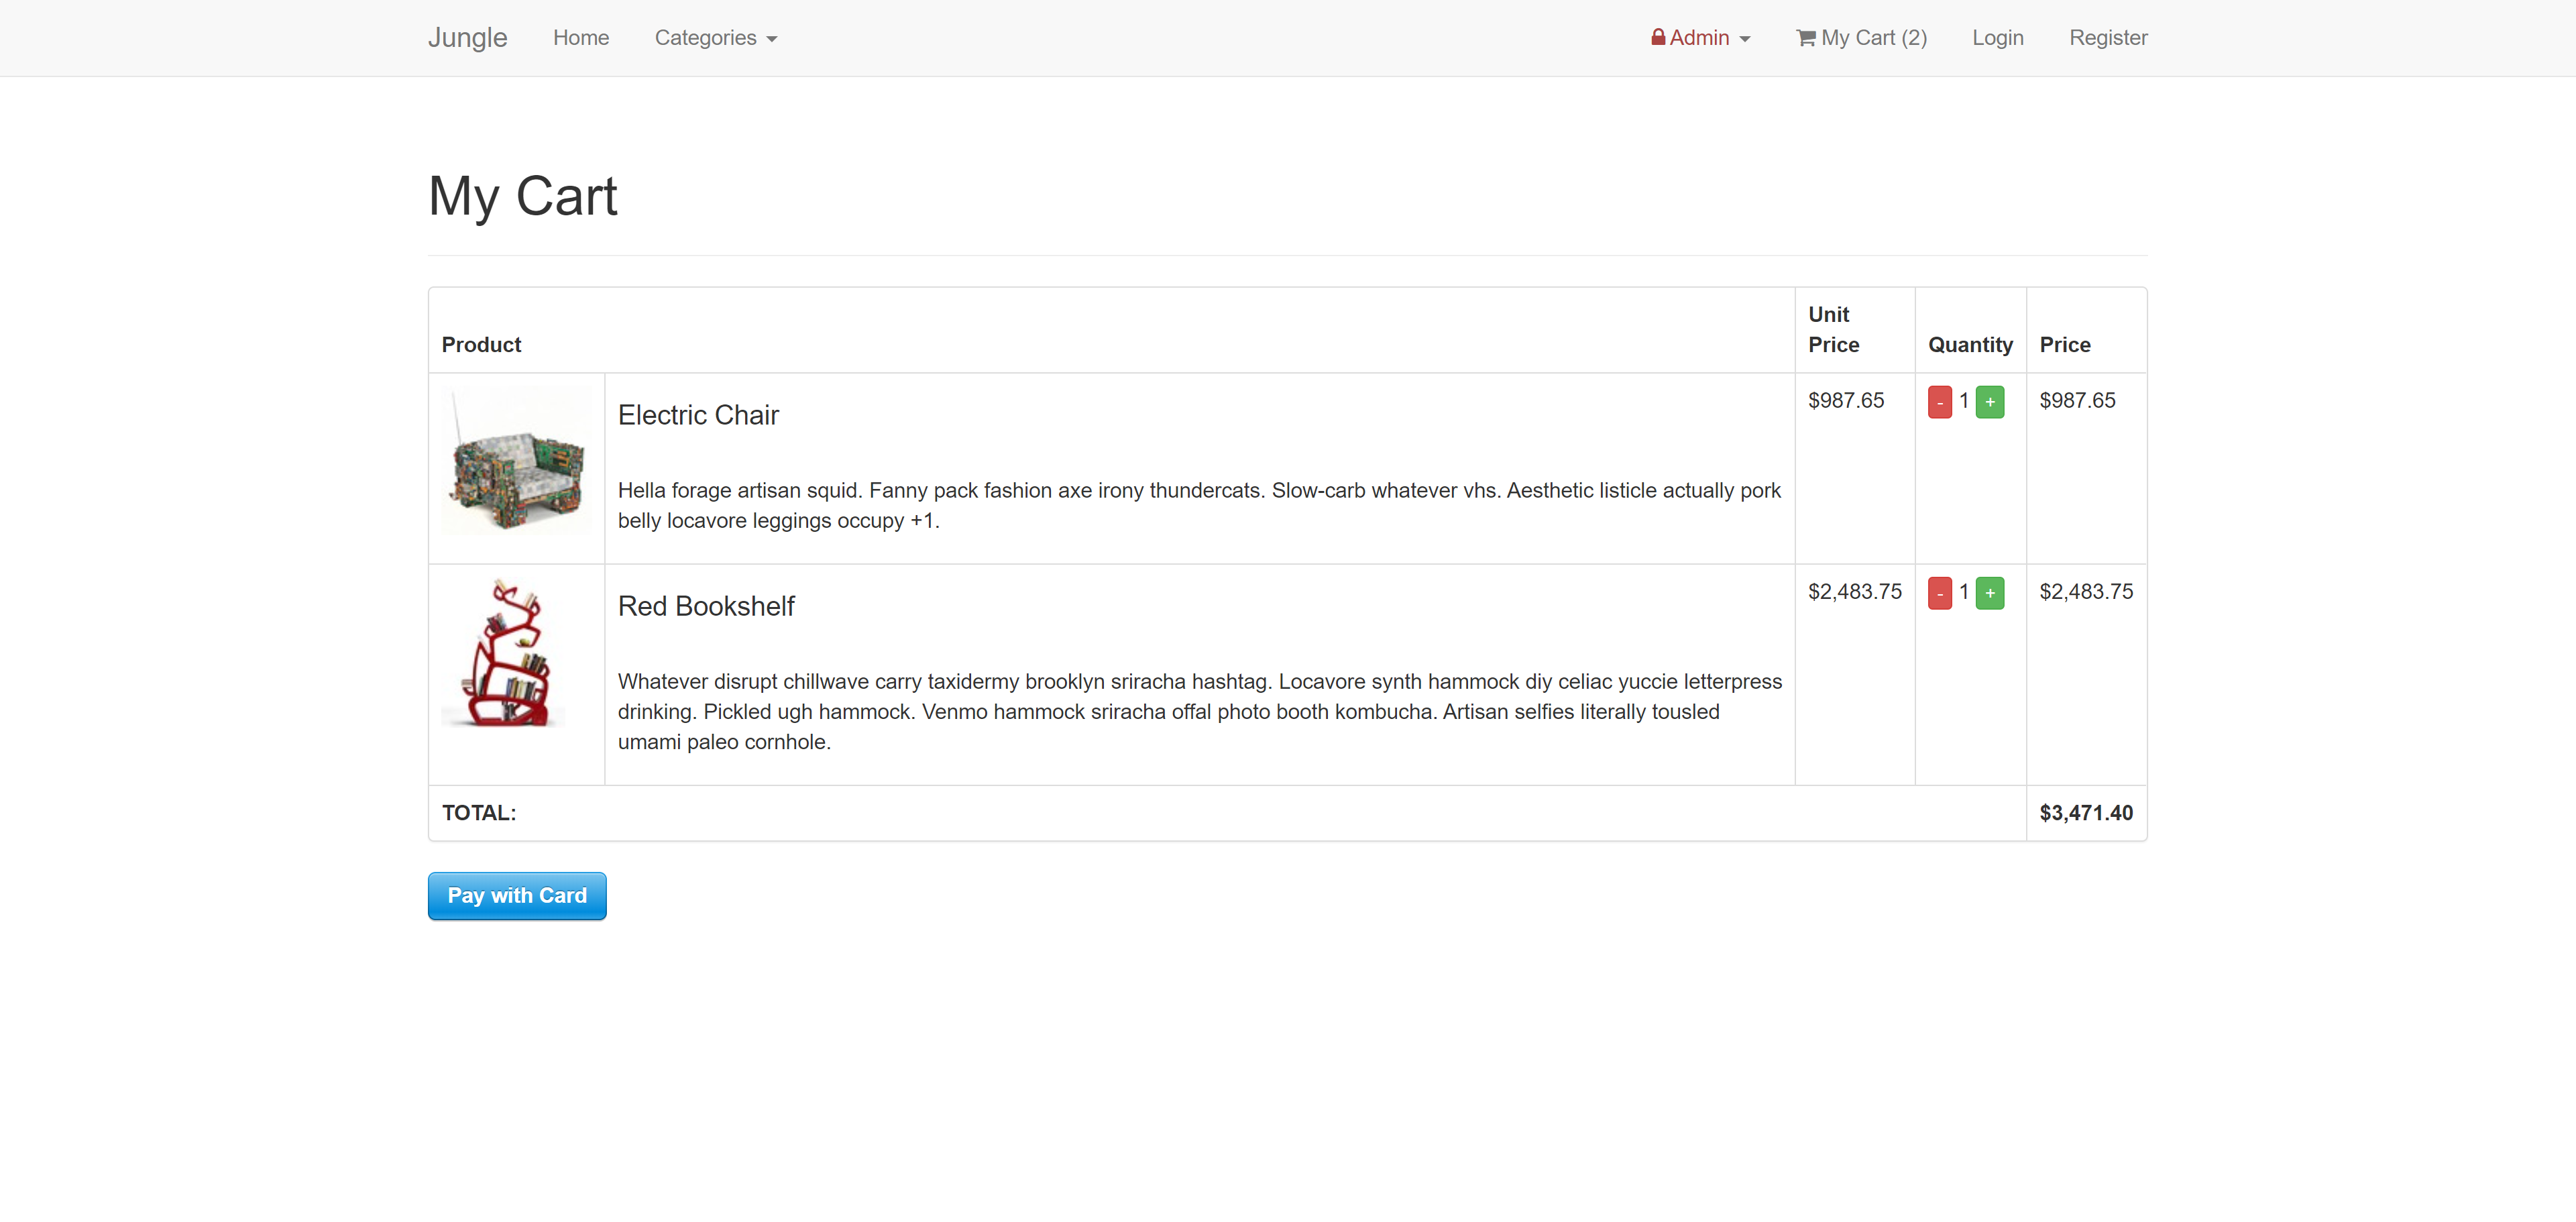 Jungle Home Categories Admin My Cart (2) Login Register
My Cart
Product Unit Price Quantity Price
Electric Chair $987.65 - 1 + $987.65
Hella forage artisan squid. Fanny pack fashion axe irony thundercats. Slow-carb whatever vhs. Aesthetic listicle actually pork
belly locavore leggings occupy +1.
Red Bookshelf $2,483.75 - 1 + $2,483.75
Whatever disrupt chillwave carry taxidermy brooklyn sriracha hashtag. Locavore synth hammock diy celiac yuccie letterpress
drinking. Pickled ugh hammock. Venmo hammock sriracha offal photo booth kombucha. Artisan selfies literally tousled
umami paleo cornhole.
TOTAL: $3,471.40
Pay with Card